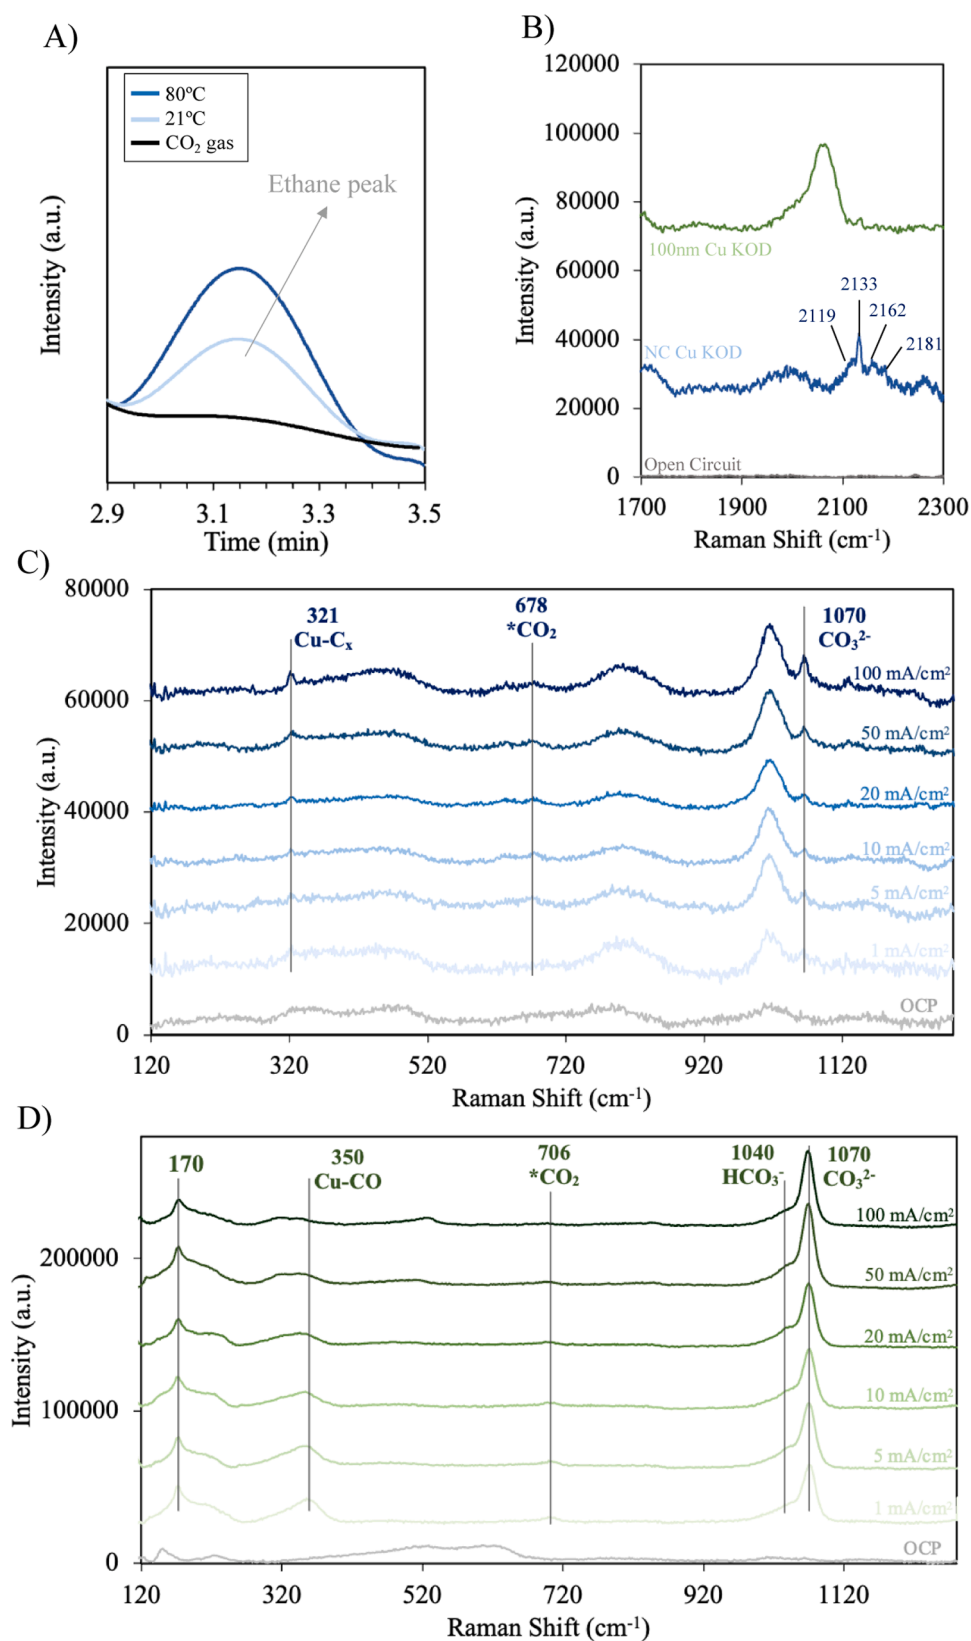 A)
80ºC
21ºC
CO₂ gas
Ethane peak
Intensity (a.u.)
2.9 3.1 3.3 3.5
Time (min)
B)
120000
100000
80000
60000
40000
20000
0
Intensity (a.u.)
100nm Cu KOD
2133
2119 2162
2181
NC Cu KOD
Open Circuit
1700 1900 2100 2300
Raman Shift (cm⁻¹)
C)
80000
60000
40000
20000
0
Intensity (a.u.)
321
Cu-Cₓ
678
*CO₂
1070
CO₃²⁻
100 mA/cm²
50 mA/cm²
20 mA/cm²
10 mA/cm²
5 mA/cm²
1 mA/cm²
OCP
120 320 520 720 920 1120
Raman Shift (cm⁻¹)
D)
200000
100000
0
Intensity (a.u.)
170
350
Cu-CO
706
*CO₂
1040
HCO₃⁻
1070
CO₃²⁻
100 mA/cm²
50 mA/cm²
20 mA/cm²
10 mA/cm²
5 mA/cm²
1 mA/cm²
OCP
120 320 520 720 920 1120
Raman Shift (cm⁻¹)